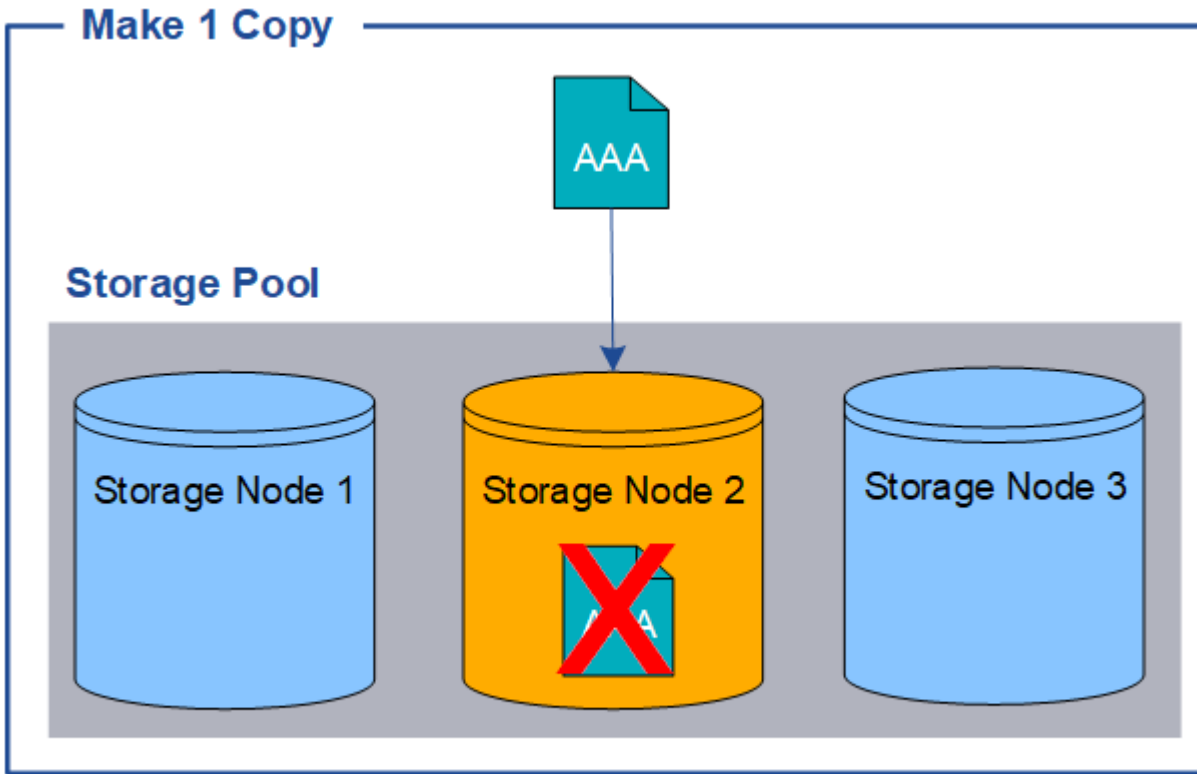 Make 1 Copy
AAA
Storage Pool
Storage Node 1
Storage Node 2
Storage Node 3